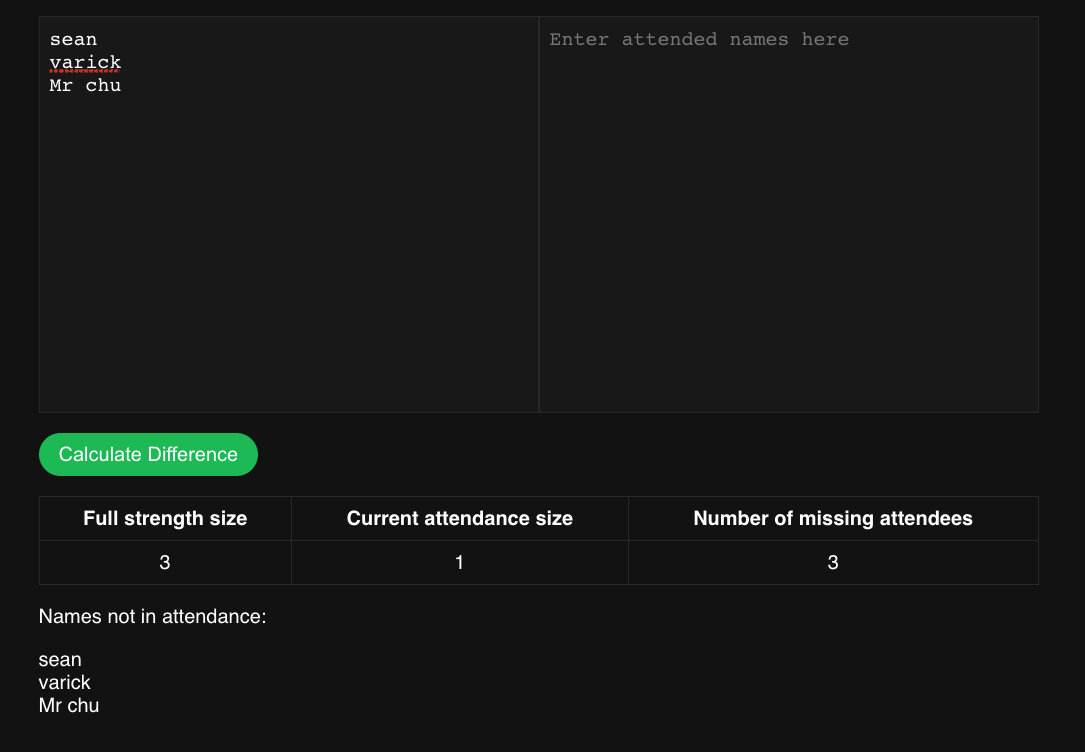 sean
Enter attended names here
varick
Mr chu
Calculate Difference
Full strength size
Current attendance size
Number of missing attendees
3
1
3
Names not in attendance:
sean
varick
Mr chu